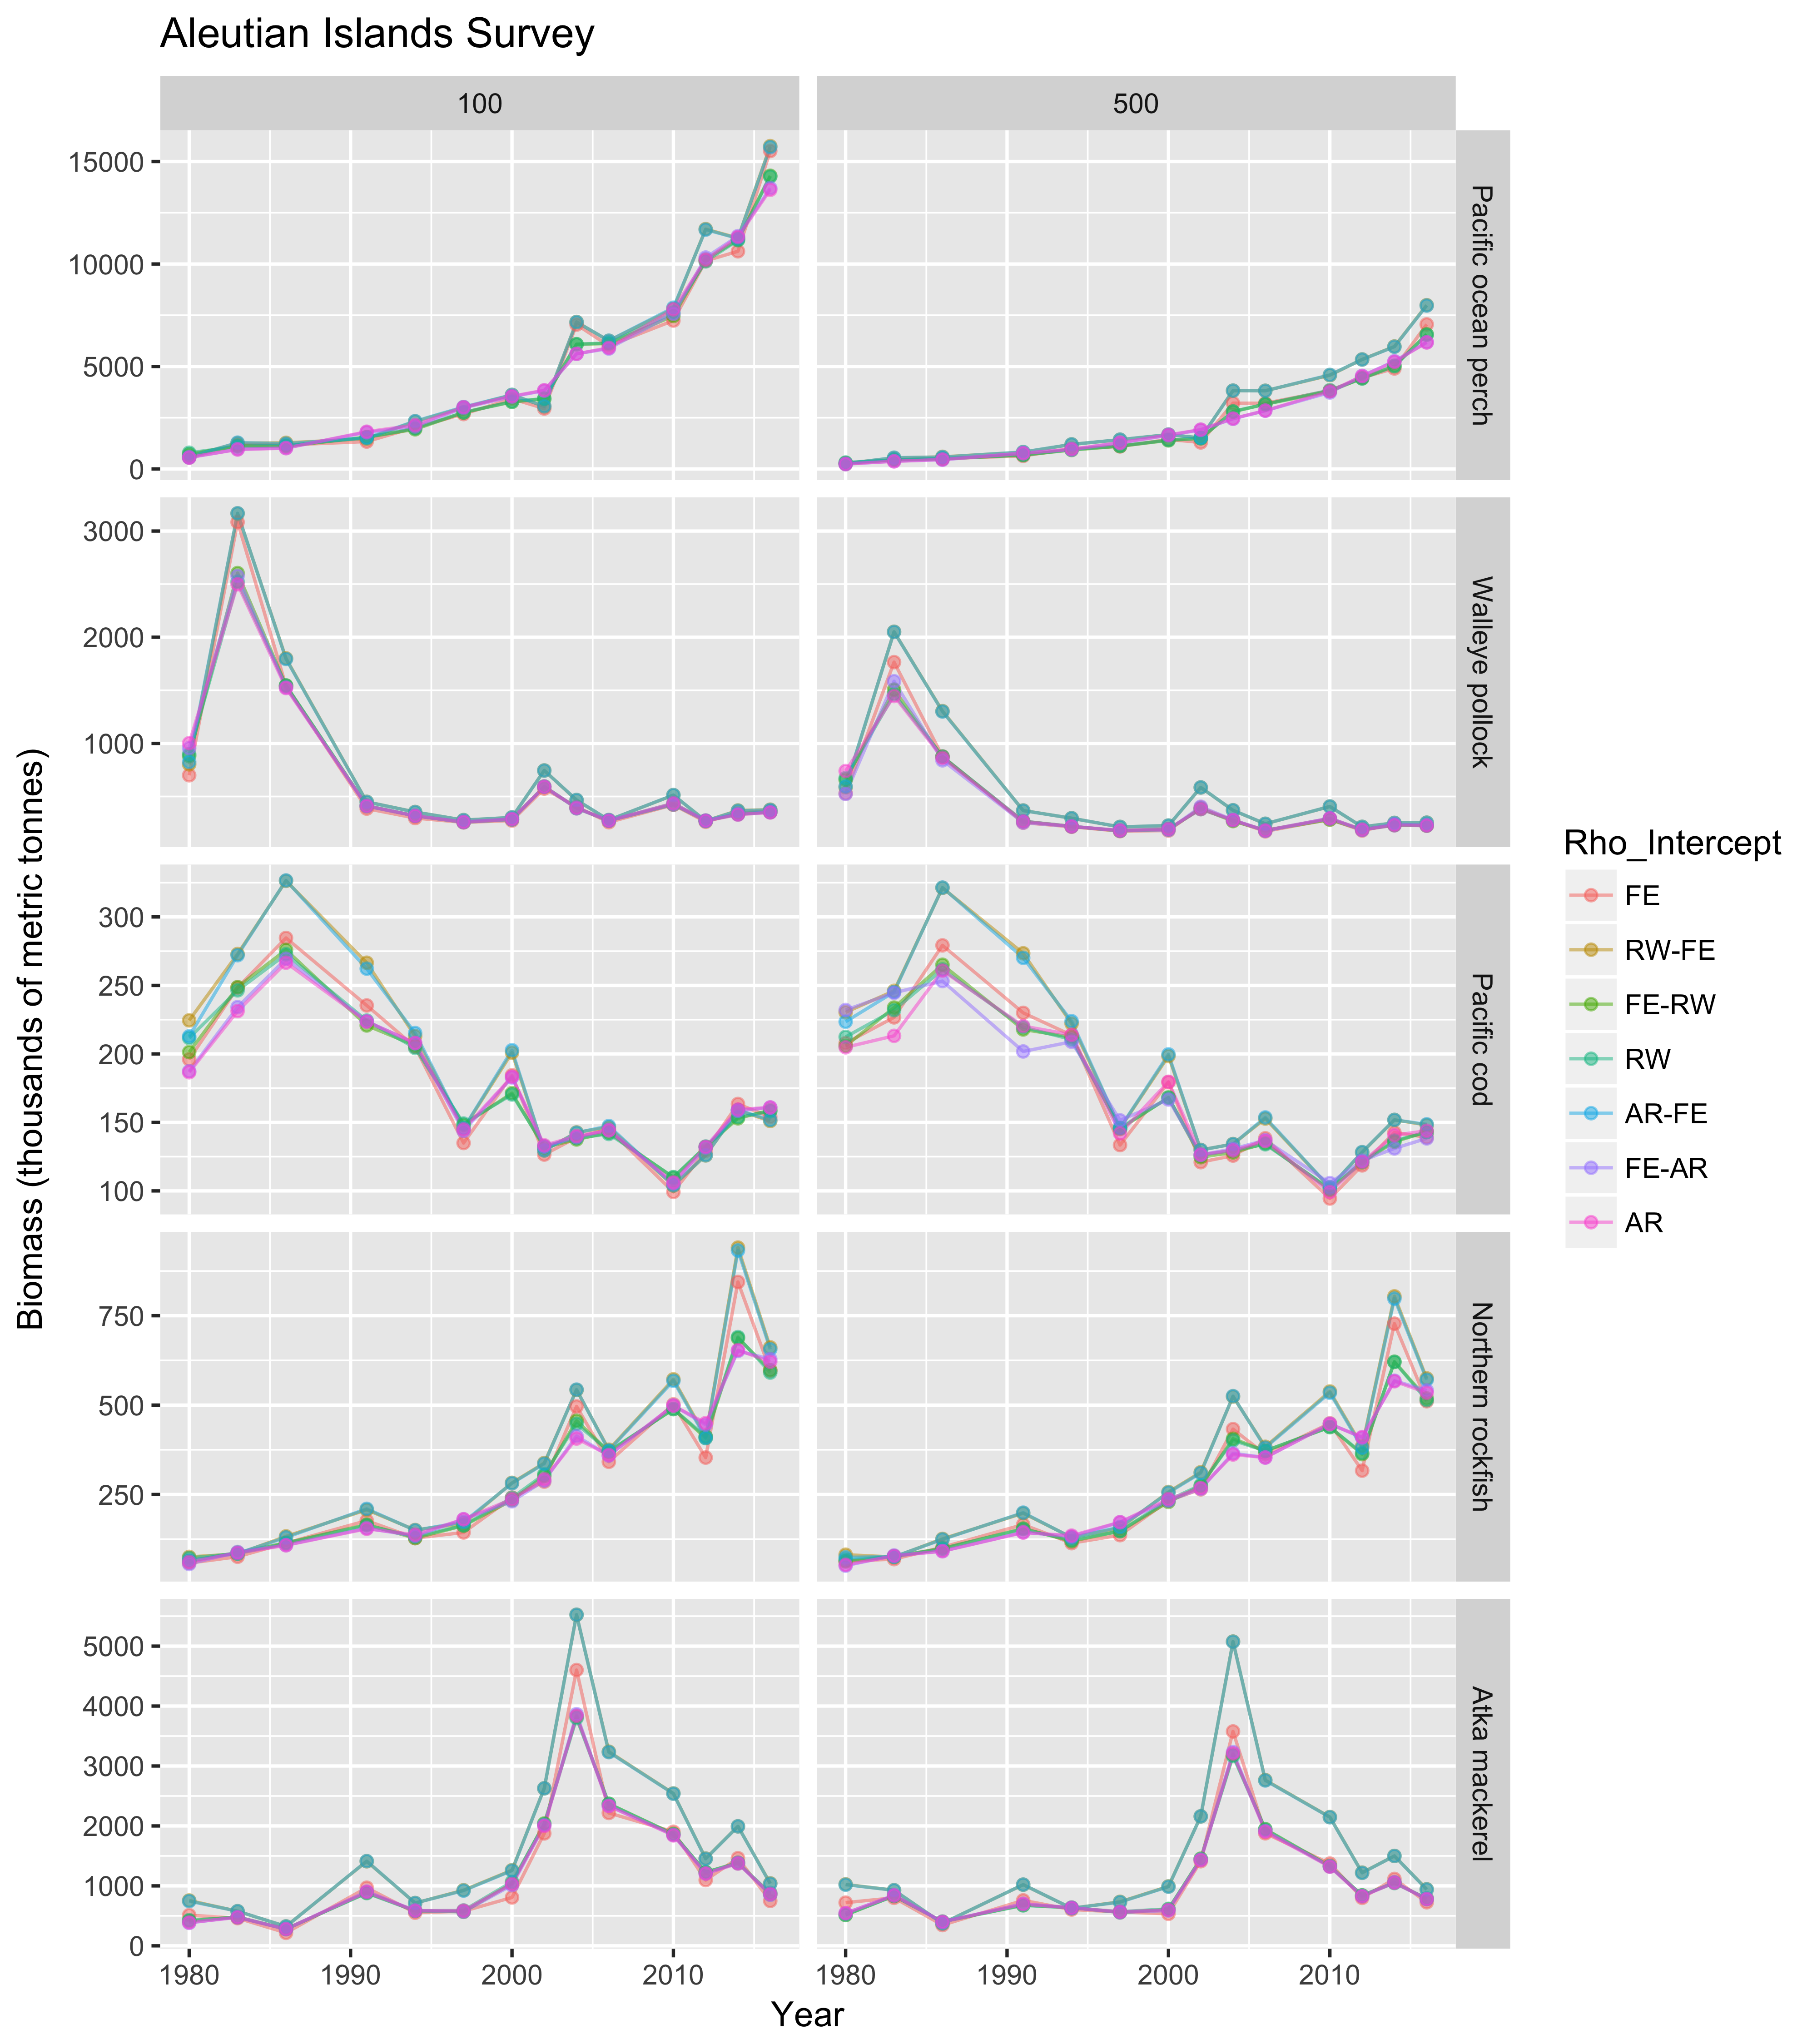 Aleutian Islands Survey
100
500
15000
10000
5000
0
Pacific ocean perch
3000
2000
1000
Walleye pollock
300
250
200
150
100
Pacific cod
750
500
250
Northern rockfish
5000
4000
3000
2000
1000
0
Atka mackerel
1980 1990 2000 2010
1980 1990 2000 2010
Year
Biomass (thousands of metric tonnes)
Rho_Intercept
FE
RW-FE
FE-RW
RW
AR-FE
FE-AR
AR